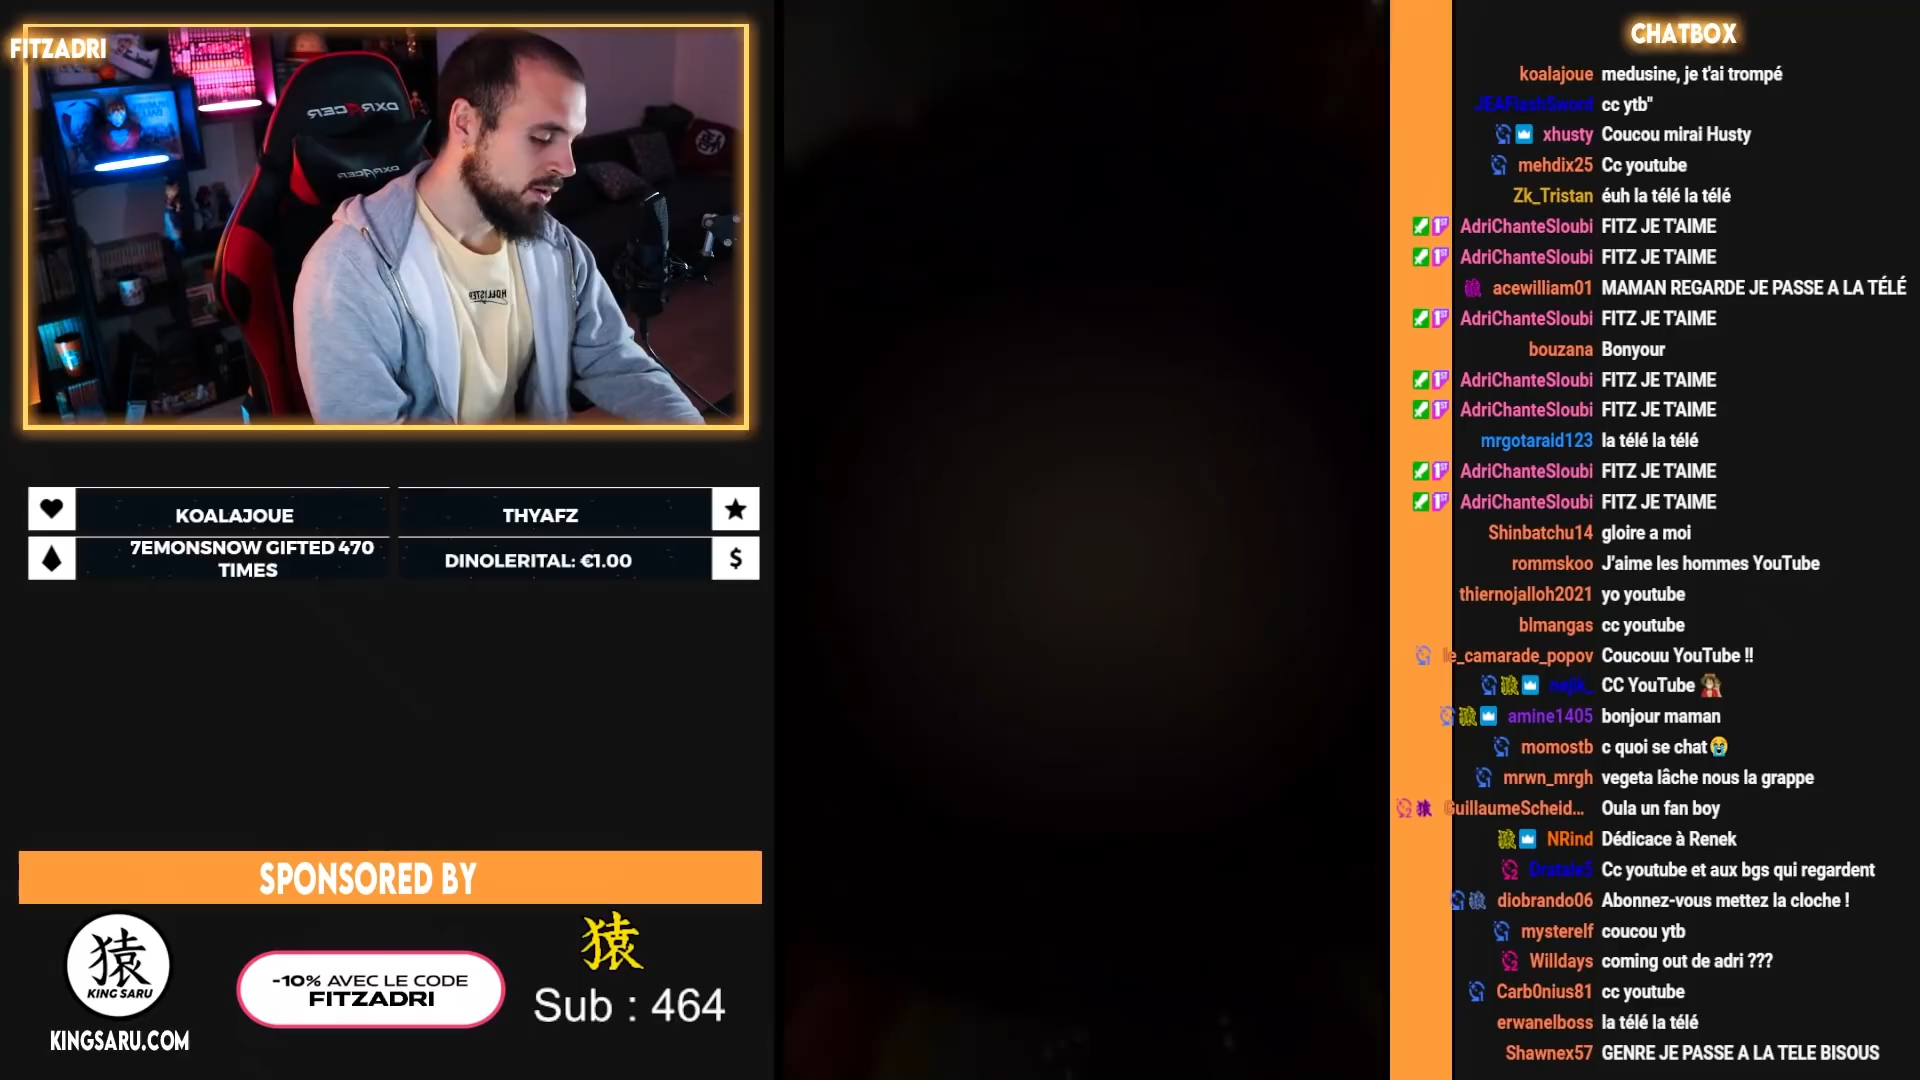 FITZADRI
DXRACER
DXRACER
HOLLISTER
KOALAJOUE
THYAFZ
7EMONSNOW GIFTED 470
TIMES
DINOLERITAL: €1.00
$
SPONSORED BY
猿
KING SARU
KINGSARU.COM
-10% AVEC LE CODE
FITZADRI
猿
Sub : 464
CHATBOX
koalajoue medusine, je t'ai trompé
JEAFlashSword cc ytb"
xhusty Coucou mirai Husty
mehdix25 Cc youtube
Zk_Tristan éuh la télé la télé
AdriChanteSloubi FITZ JE T'AIME
AdriChanteSloubi FITZ JE T'AIME
acewilliam01 MAMAN REGARDE JE PASSE A LA TÉLÉ
AdriChanteSloubi FITZ JE T'AIME
bouzana Bonyour
AdriChanteSloubi FITZ JE T'AIME
AdriChanteSloubi FITZ JE T'AIME
mrgotaraid123 la télé la télé
AdriChanteSloubi FITZ JE T'AIME
AdriChanteSloubi FITZ JE T'AIME
Shinbatchu14 gloire a moi
rommskoo J'aime les hommes YouTube
thiernojalloh2021 yo youtube
blmangas cc youtube
le_camarade_popov Coucouu YouTube !!
nejik_ CC YouTube
amine1405 bonjour maman
momostb c quoi se chat😭
mrwn_mrgh vegeta lâche nous la grappe
GuillaumeScheid... Oula un fan boy
NRind Dédicace à Renek
Dratale5 Cc youtube et aux bgs qui regardent
diobrando06 Abonnez-vous mettez la cloche !
mysterelf coucou ytb
Willdays coming out de adri ???
Carb0nius81 cc youtube
erwanelboss la télé la télé
Shawnex57 GENRE JE PASSE A LA TELE BISOUS